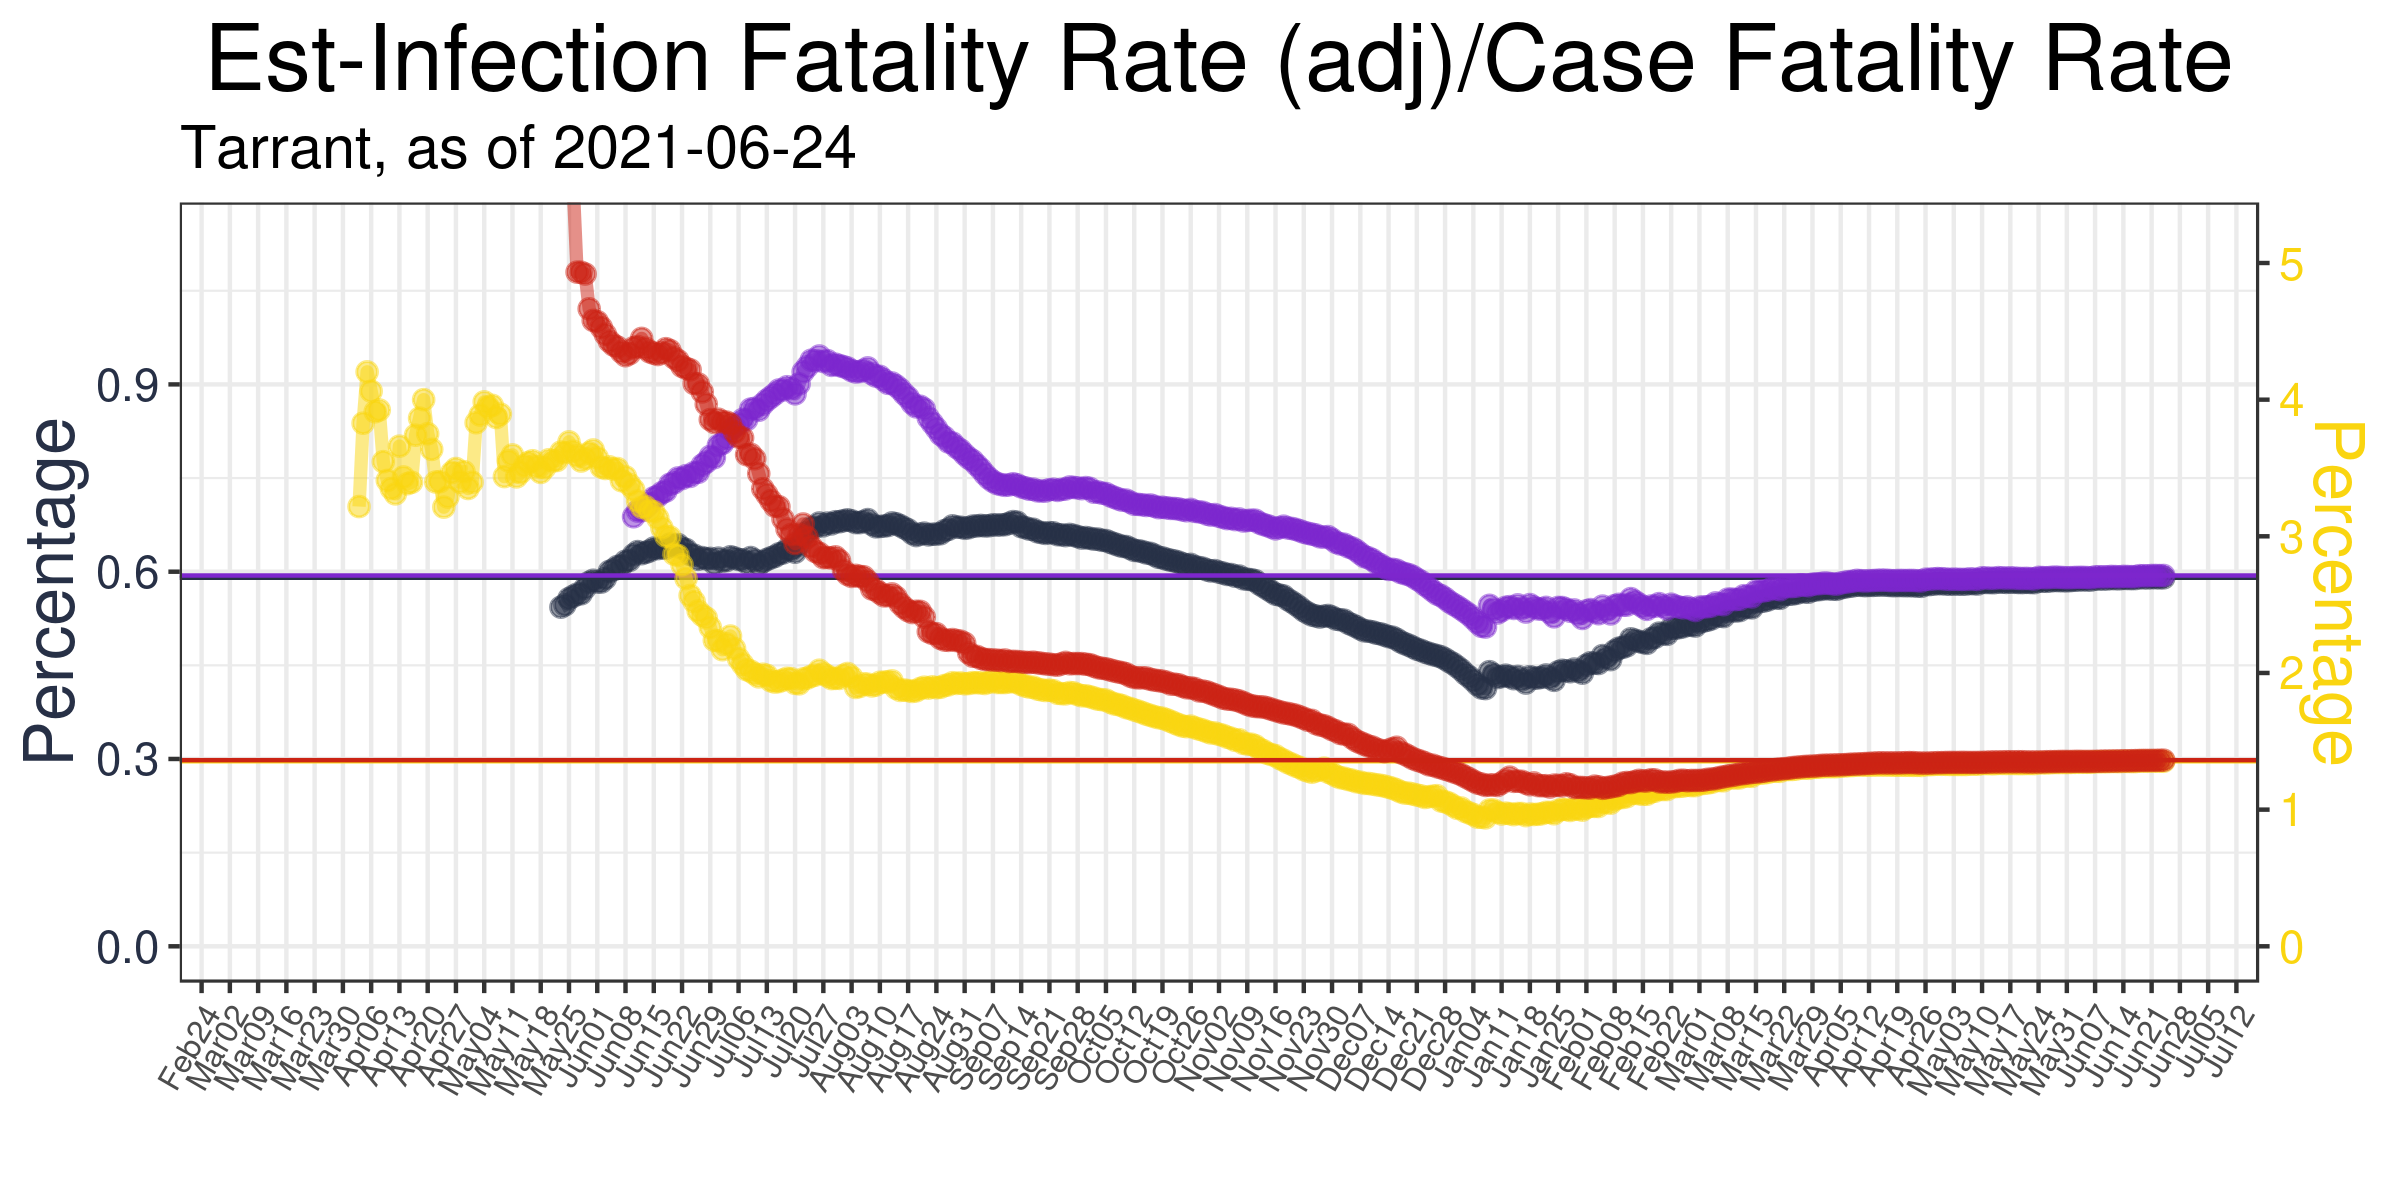 Est-Infection Fatality Rate (adj)/Case Fatality Rate
Tarrant, as of 2021-06-24
Percentage
0.9
0.6
0.3
0.0
5
4
3
2
1
0
Percentage
Feb24
Mar02
Mar09
Mar16
Mar23
Mar30
Apr06
Apr13
Apr20
Apr27
May04
May11
May18
May25
Jun01
Jun08
Jun15
Jun22
Jun29
Jul06
Jul13
Jul20
Jul27
Aug03
Aug10
Aug17
Aug24
Aug31
Sep07
Sep14
Sep21
Sep28
Oct05
Oct12
Oct19
Oct26
Nov02
Nov09
Nov16
Nov23
Nov30
Dec07
Dec14
Dec21
Dec28
Jan04
Jan11
Jan18
Jan25
Feb01
Feb08
Feb15
Feb22
Mar01
Mar08
Mar15
Mar22
Mar29
Apr05
Apr12
Apr19
Apr26
May03
May10
May17
May24
May31
Jun07
Jun14
Jun21
Jun28
Jul05
Jul12